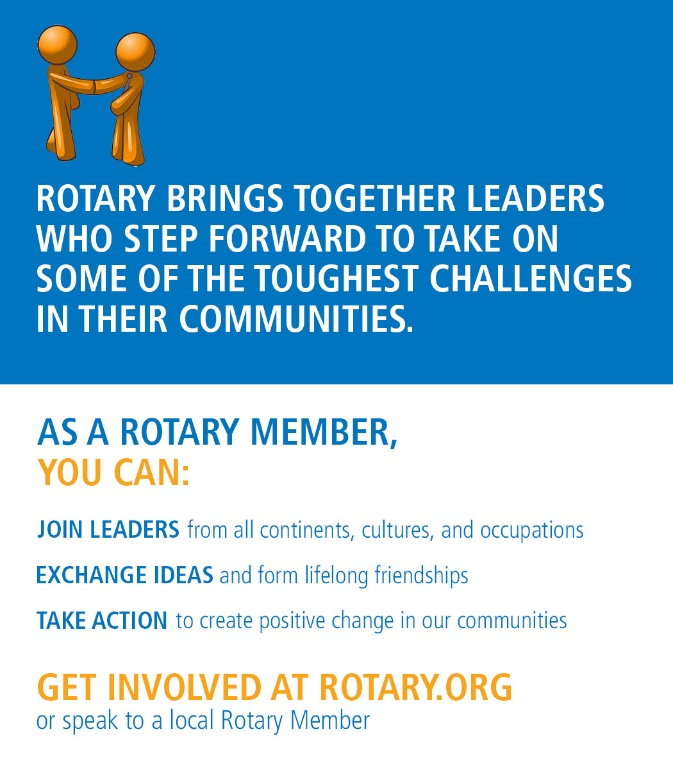 ROTARY BRINGS TOGETHER LEADERS
WHO STEP FORWARD TO TAKE ON
SOME OF THE TOUGHEST CHALLENGES
IN THEIR COMMUNITIES.
AS A ROTARY MEMBER,
YOU CAN:
JOIN LEADERS from all continents, cultures, and occupations
EXCHANGE IDEAS and form lifelong friendships
TAKE ACTION to create positive change in our communities
GET INVOLVED AT ROTARY.ORG
or speak to a local Rotary Member